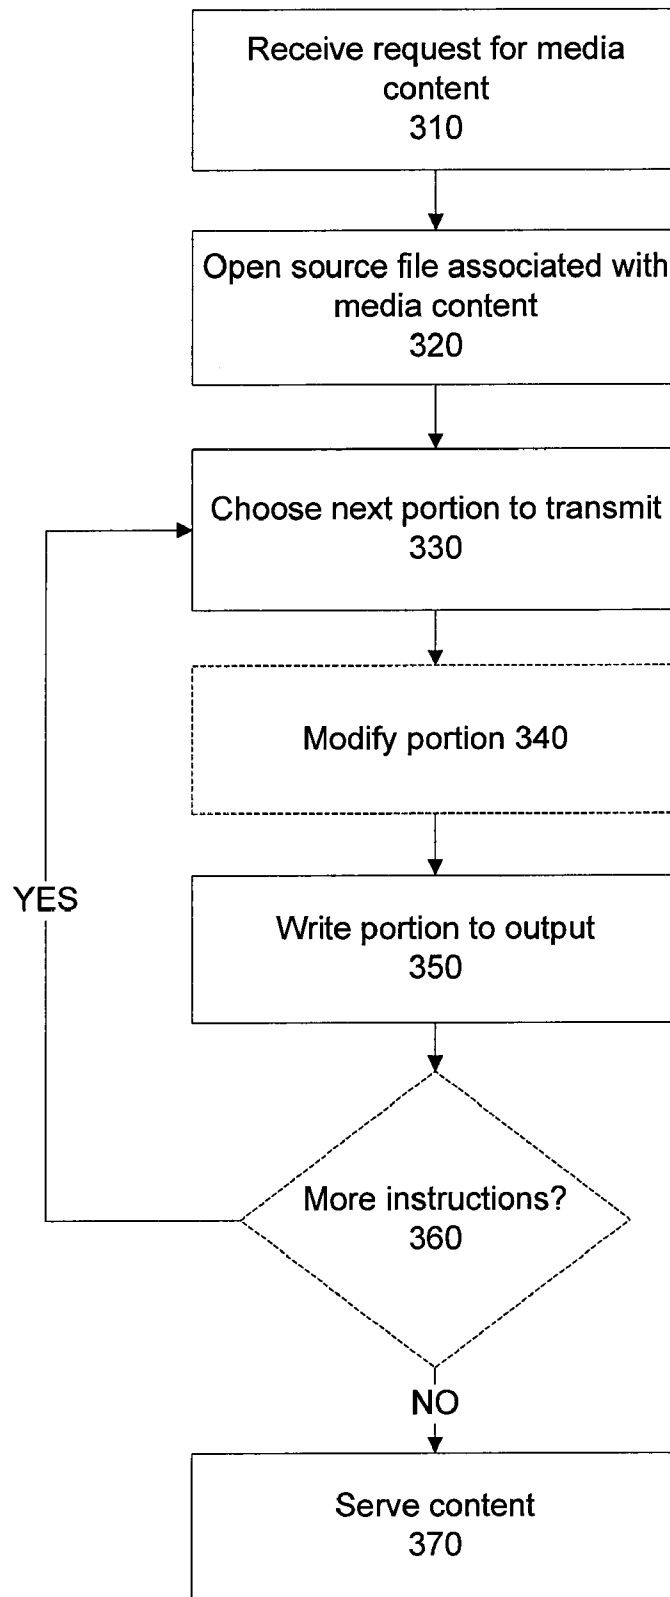 Receive request for media
content
310
Open source file associated with
media content
320
Choose next portion to transmit
330
Modify portion 340
YES
Write portion to output
350
More instructions?
360
NO
Serve content
370